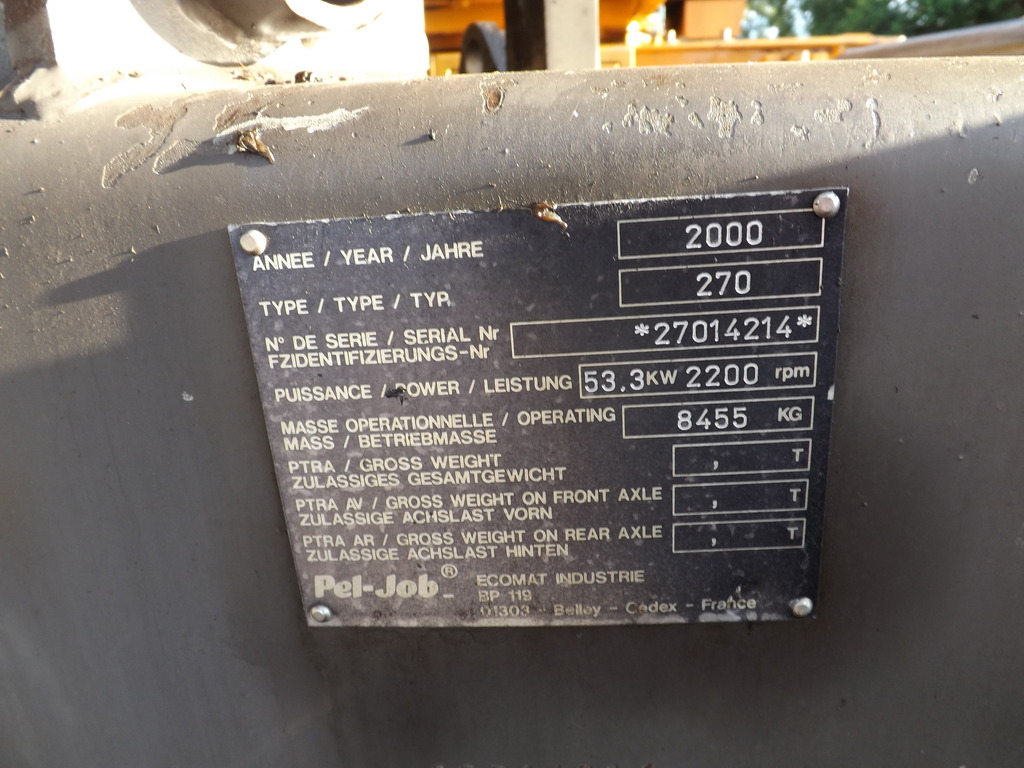 ANNEE / YEAR / JAHRE 2000
TYPE / TYPE / TYP. 270
N° DE SERIE / SERIAL Nr *27014214*
FZIDENTIFIZIERUNGS-Nr
PUISSANCE / POWER / LEISTUNG 53.3 KW 2200 rpm
MASSE OPERATIONNELLE / OPERATING 8455 KG
MASS / BETRIEBMASSE
PTRA / GROSS WEIGHT , T
ZULASSIGES GESAMTGEWICHT
PTRA AV / GROSS WEIGHT ON FRONT AXLE , T
ZULASSIGE ACHSLAST VORN
PTRA AR / GROSS WEIGHT ON REAR AXLE , T
ZULASSIGE ACHSLAST HINTEN
Pel-Job® ECOMAT INDUSTRIE
BP 119
01303 - Belley - Cedex - France